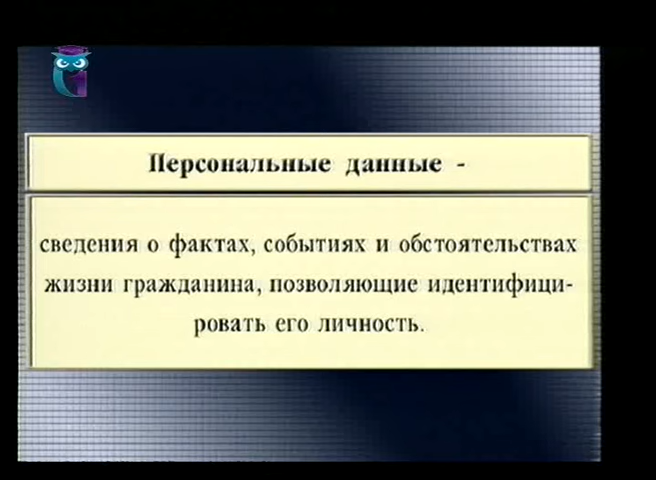 Персональные данные -
сведения о фактах, событиях и обстоятельствах
жизни гражданина, позволяющие идентифици-
ровать его личность.